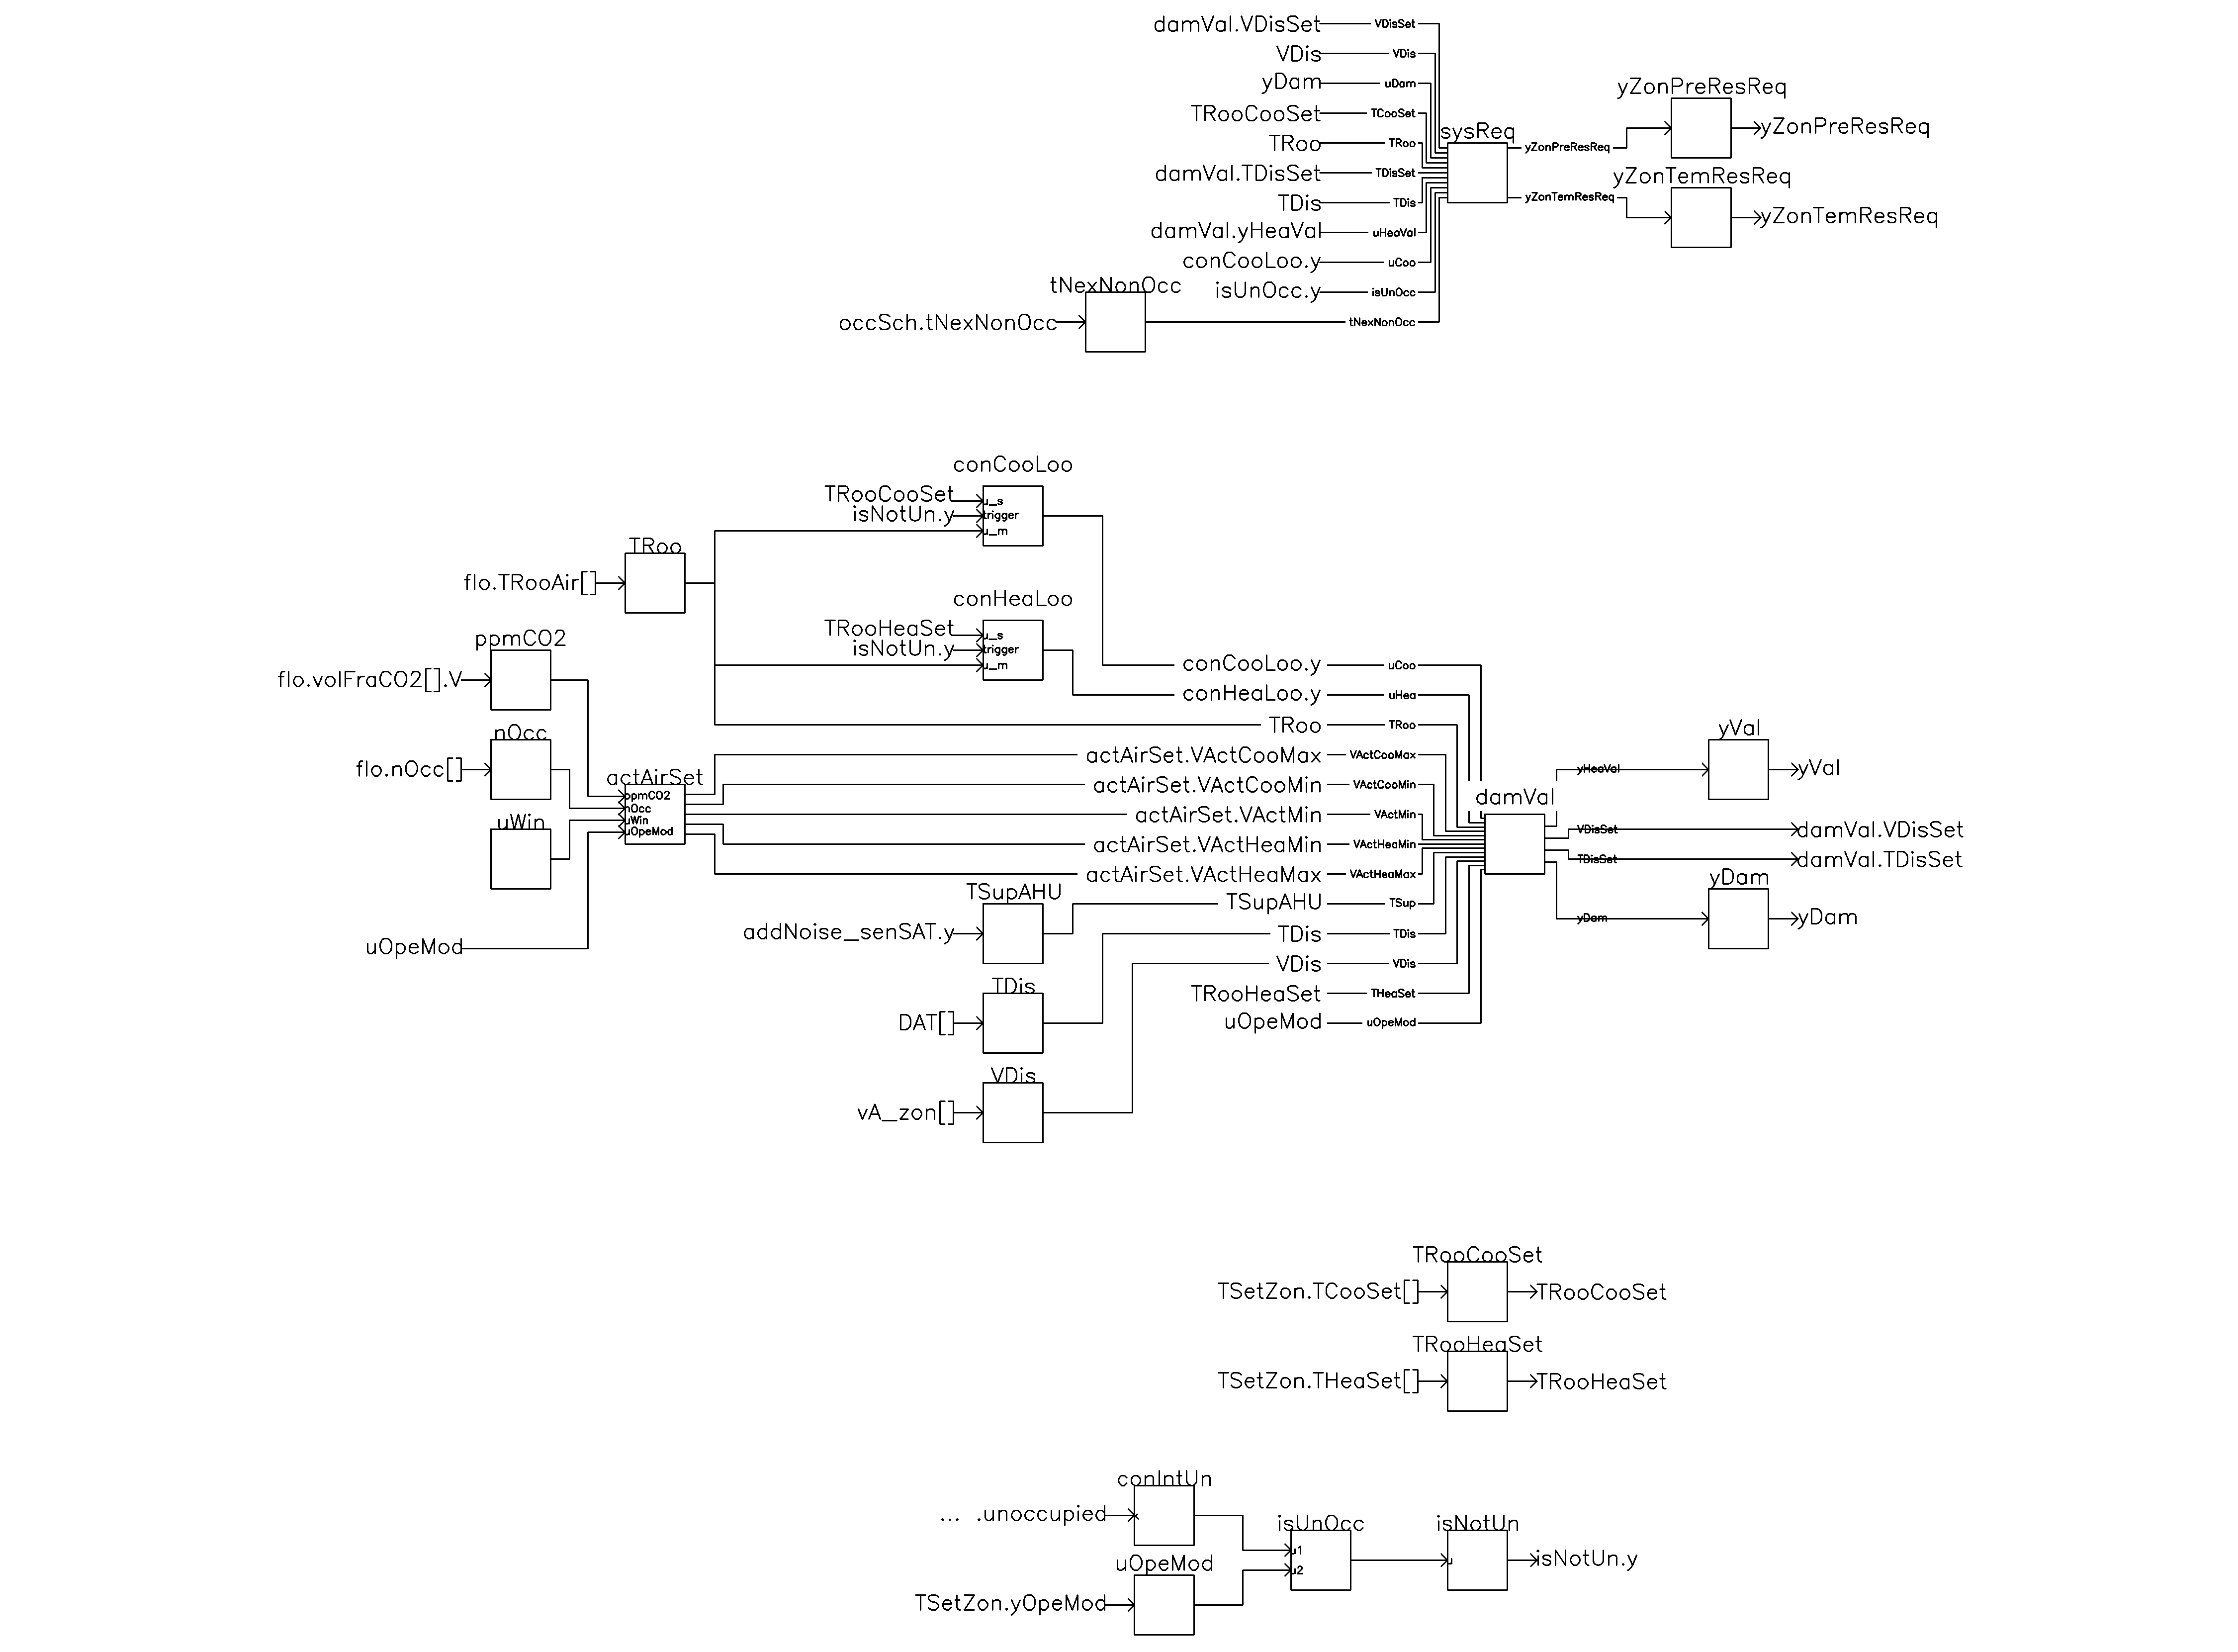 damVal.VDisSet VDisSet
VDis VDis
yDam uDam
yZonPreResReq
TRooCooSet TCooSet
yZonPreResReq
sysReq
TRoo TRoo
yZonPreResReq
damVal.TDisSet TDisSet
yZonTemResReq
TDis TDis
yZonTemResReq
yZonTemResReq
damVal.yHeaVal uHeaVal
conCooLoo.y uCoo
tNexNonOcc
isUnOcc.y isUnOcc
occSch.tNexNonOcc tNexNonOcc
conCooLoo
TRooCooSet u_s
isNotUn.y trigger
u_m
TRoo
flo.TRooAir[]
conHeaLoo
TRooHeaSet u_s
isNotUn.y trigger
u_m
ppmCO2
flo.volFraCO2[].V
conCooLoo.y uCoo
conHeaLoo.y uHea
TRoo TRoo
nOcc
yVal
actAirSet.VActCooMax VActCooMax
flo.nOcc[]
yHeaVal
yVal
actAirSet
actAirSet.VActCooMin VActCooMin
ppmCO2
damVal
nOcc
uWin
actAirSet.VActMin VActMin
uWin
uOpeMod
VDisSet
damVal.VDisSet
actAirSet.VActHeaMin VActHeaMin
TDisSet
damVal.TDisSet
actAirSet.VActHeaMax VActHeaMax
yDam
TSupAHU
TSupAHU TSup
yDam
yDam
addNoise_senSAT.y
TDis TDis
uOpeMod
VDis VDis
TDis
TRooHeaSet THeaSet
DAT[]
uOpeMod uOpeMod
VDis
vA_zon[]
TRooCooSet
TSetZon.TCooSet[] TRooCooSet
TRooHeaSet
TSetZon.THeaSet[] TRooHeaSet
conIntUn
... .unoccupied
isUnOcc isNotUn
u1
uOpeMod
u
isNotUn.y
u2
TSetZon.yOpeMod